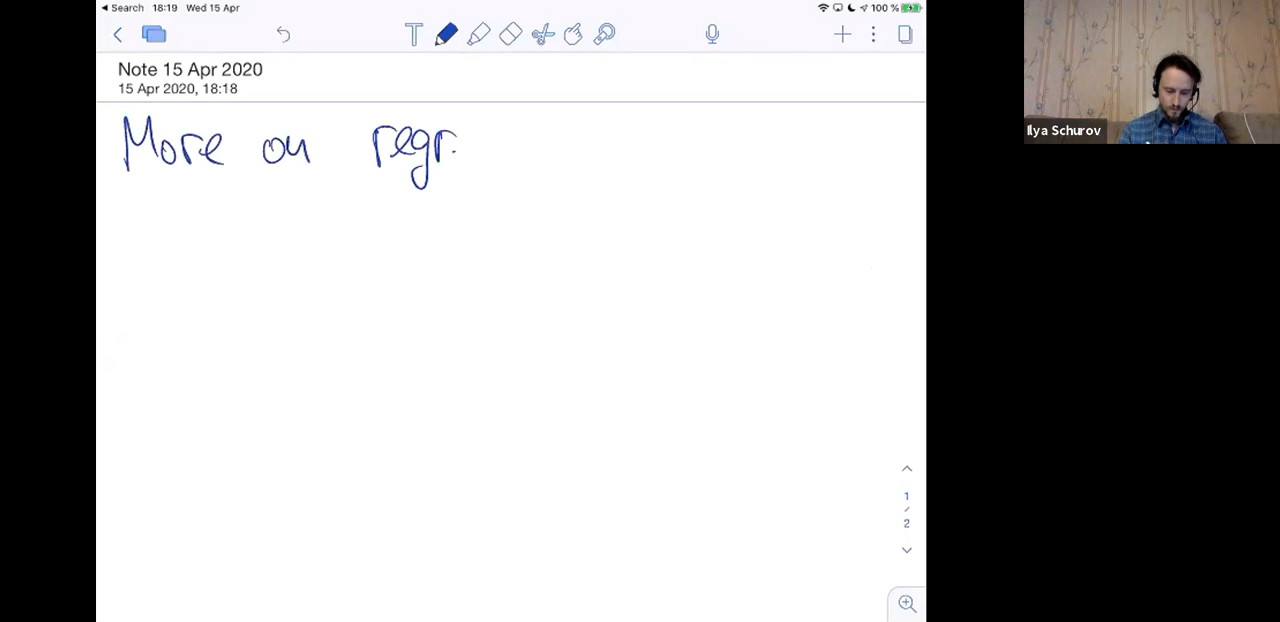 Search 18:19 Wed 15 Apr
100 %
Note 15 Apr 2020
15 Apr 2020, 18:18
More on regr.
Ilya Schurov
1
/
2